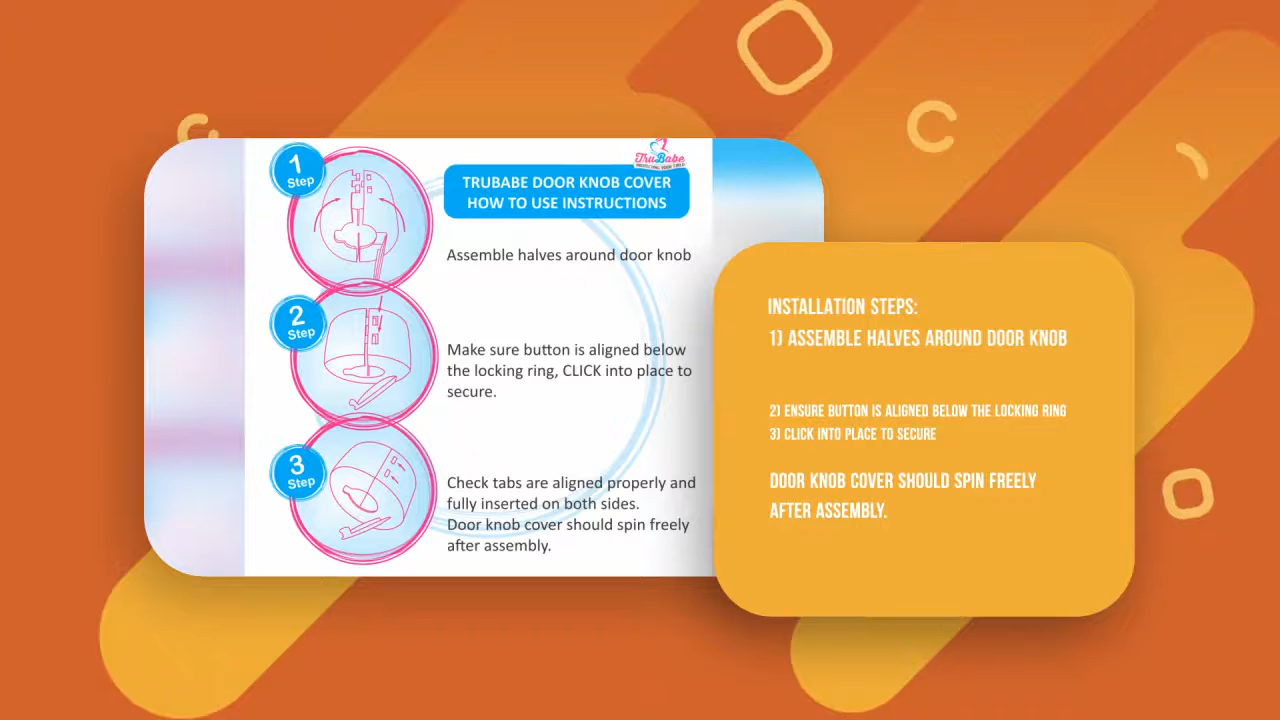 1
Step
TruBabe
TRUBABE DOOR KNOB COVER
HOW TO USE INSTRUCTIONS
Assemble halves around door knob
2
Step
Make sure button is aligned below
the locking ring, CLICK into place to
secure.
3
Step
Check tabs are aligned properly and
fully inserted on both sides.
Door knob cover should spin freely
after assembly.
INSTALLATION STEPS:
1) ASSEMBLE HALVES AROUND DOOR KNOB
2) ENSURE BUTTON IS ALIGNED BELOW THE LOCKING RING
3) CLICK INTO PLACE TO SECURE
DOOR KNOB COVER SHOULD SPIN FREELY
AFTER ASSEMBLY.